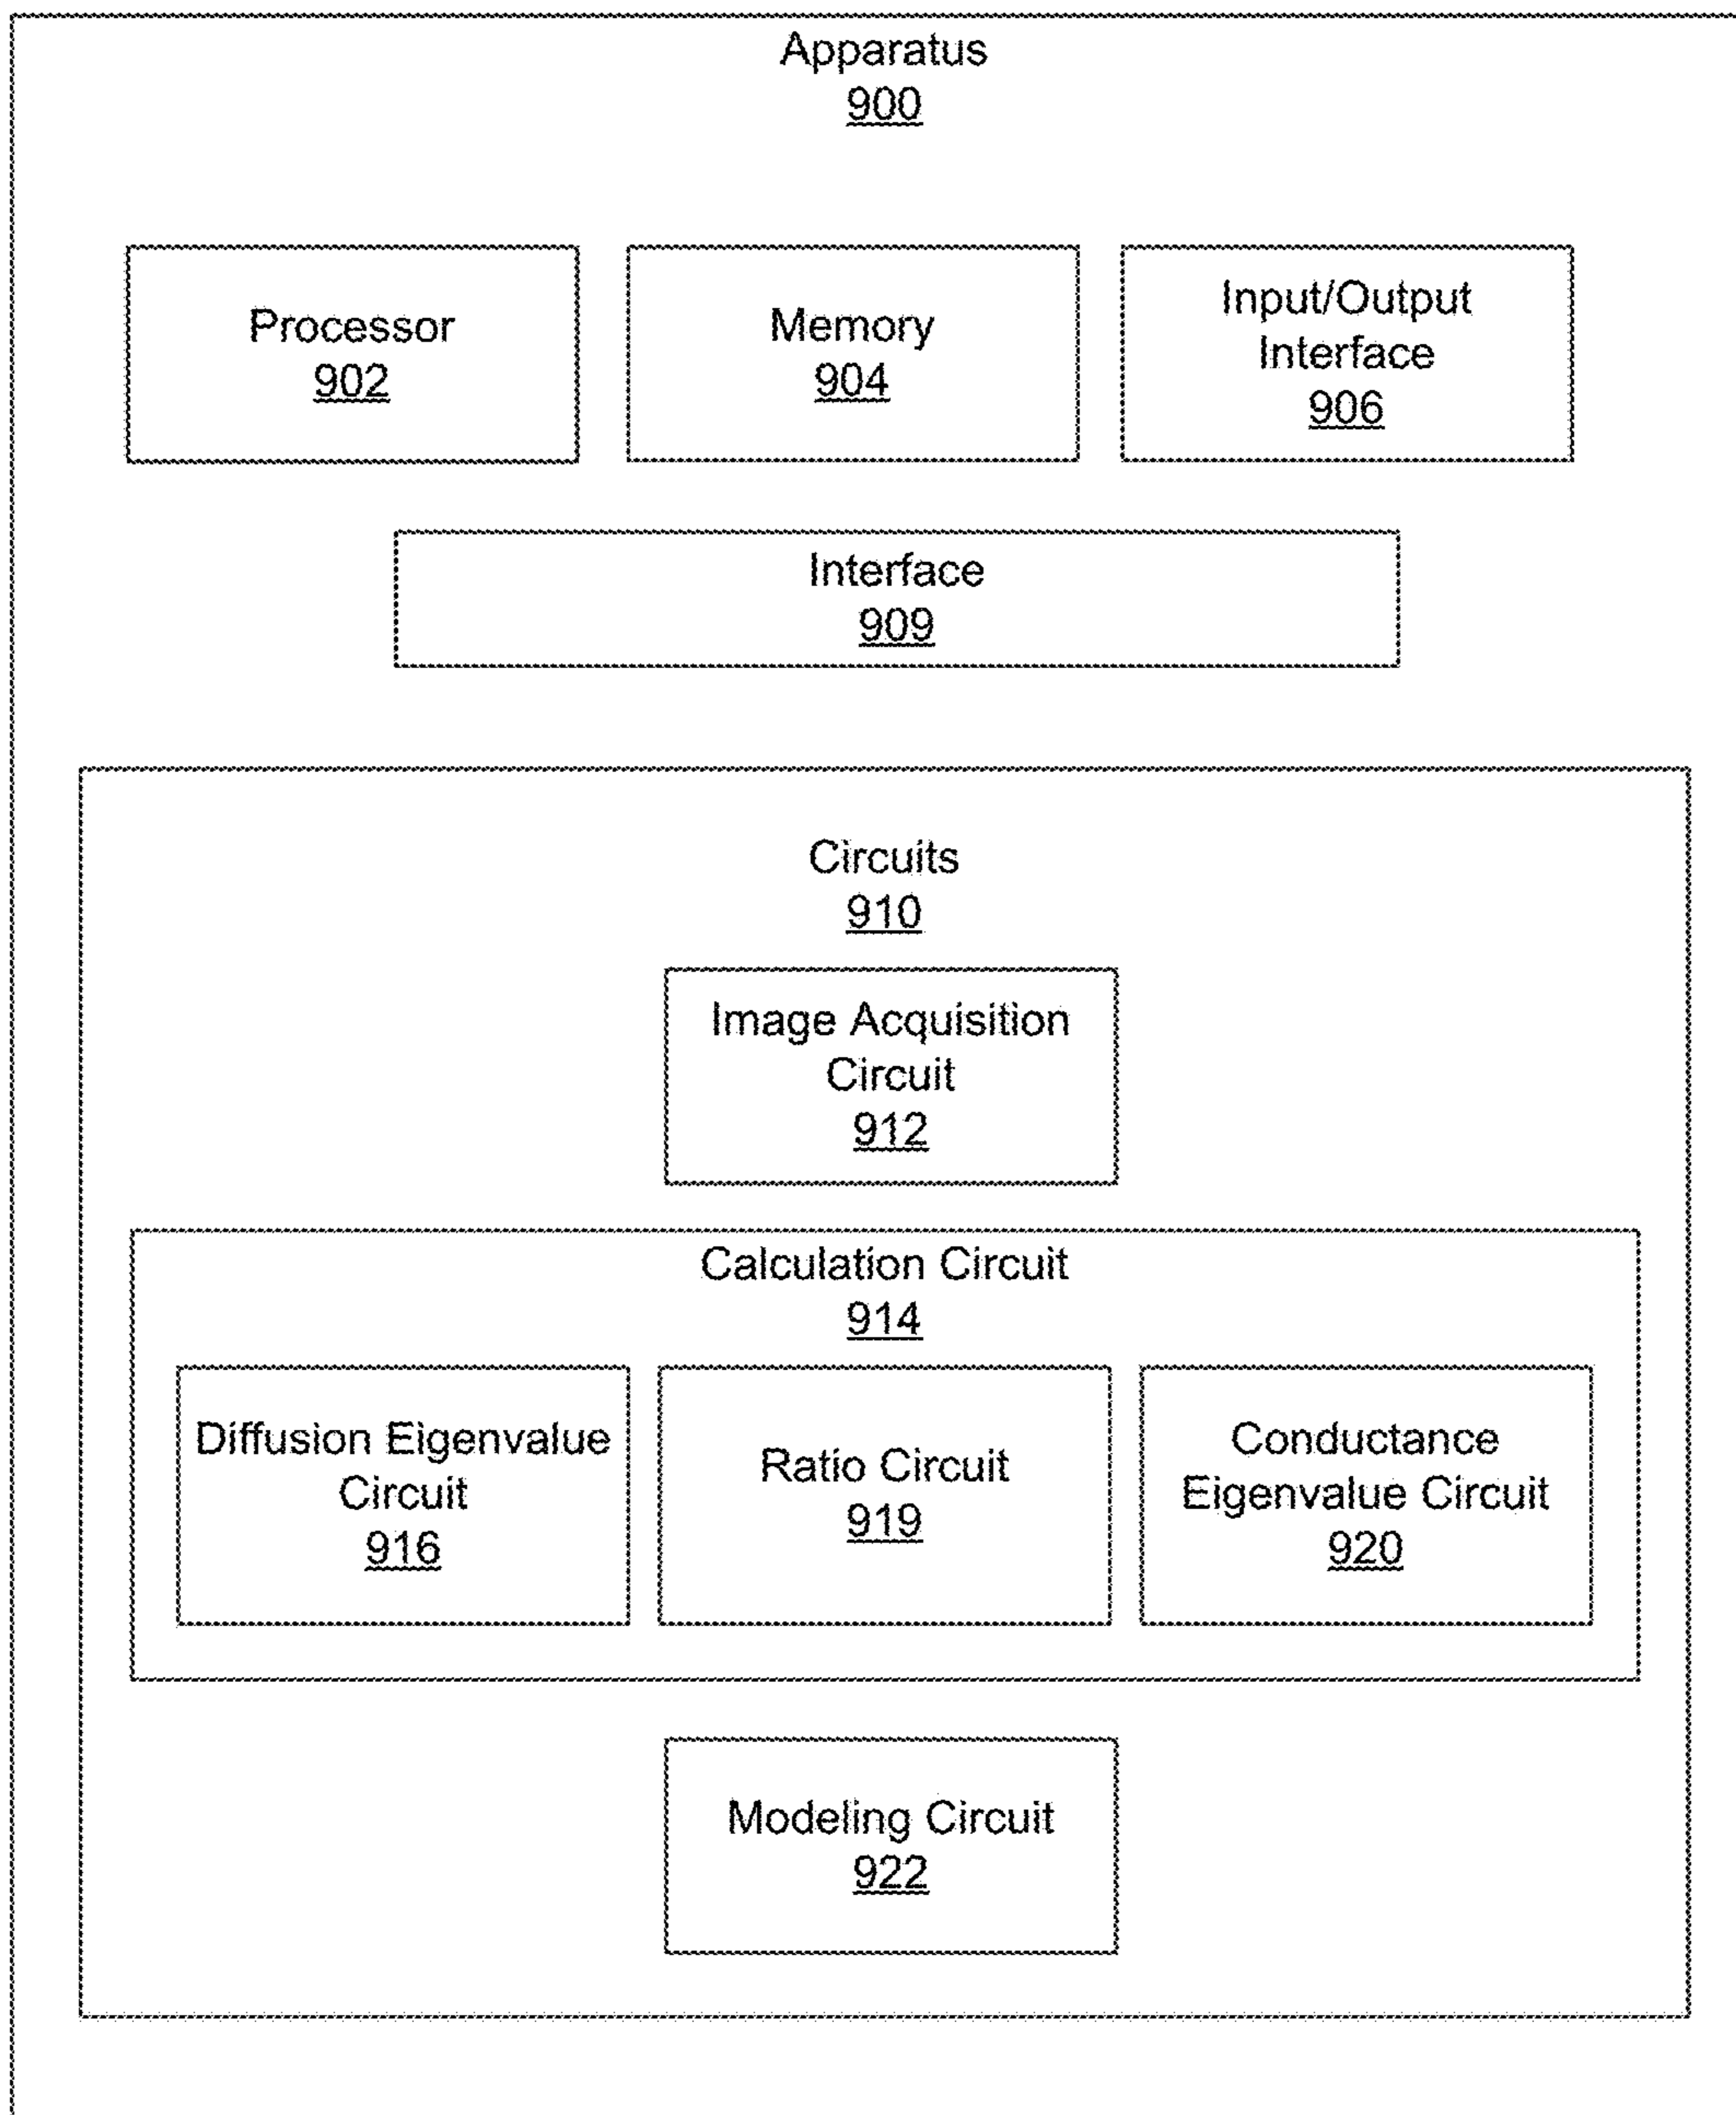 Apparatus
900
Processor
902
Memory
904
Input/Output
Interface
906
Interface
909
Circuits
910
Image Acquisition
Circuit
912
Calculation Circuit
914
Diffusion Eigenvalue
Circuit
916
Ratio Circuit
919
Conductance
Eigenvalue Circuit
920
Modeling Circuit
922